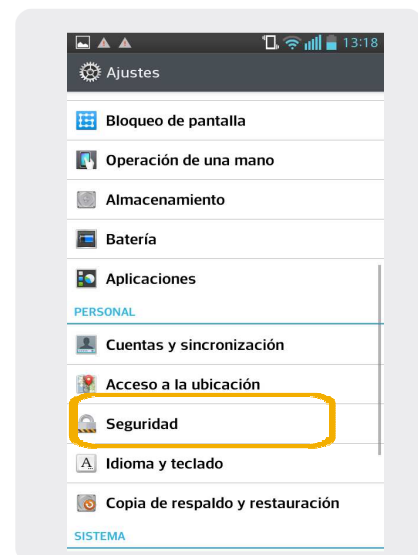 13:18
Ajustes
Bloqueo de pantalla
Operación de una mano
Almacenamiento
Batería
Aplicaciones
PERSONAL
Cuentas y sincronización
Acceso a la ubicación
Seguridad
A Idioma y teclado
Copia de respaldo y restauración
SISTEMA